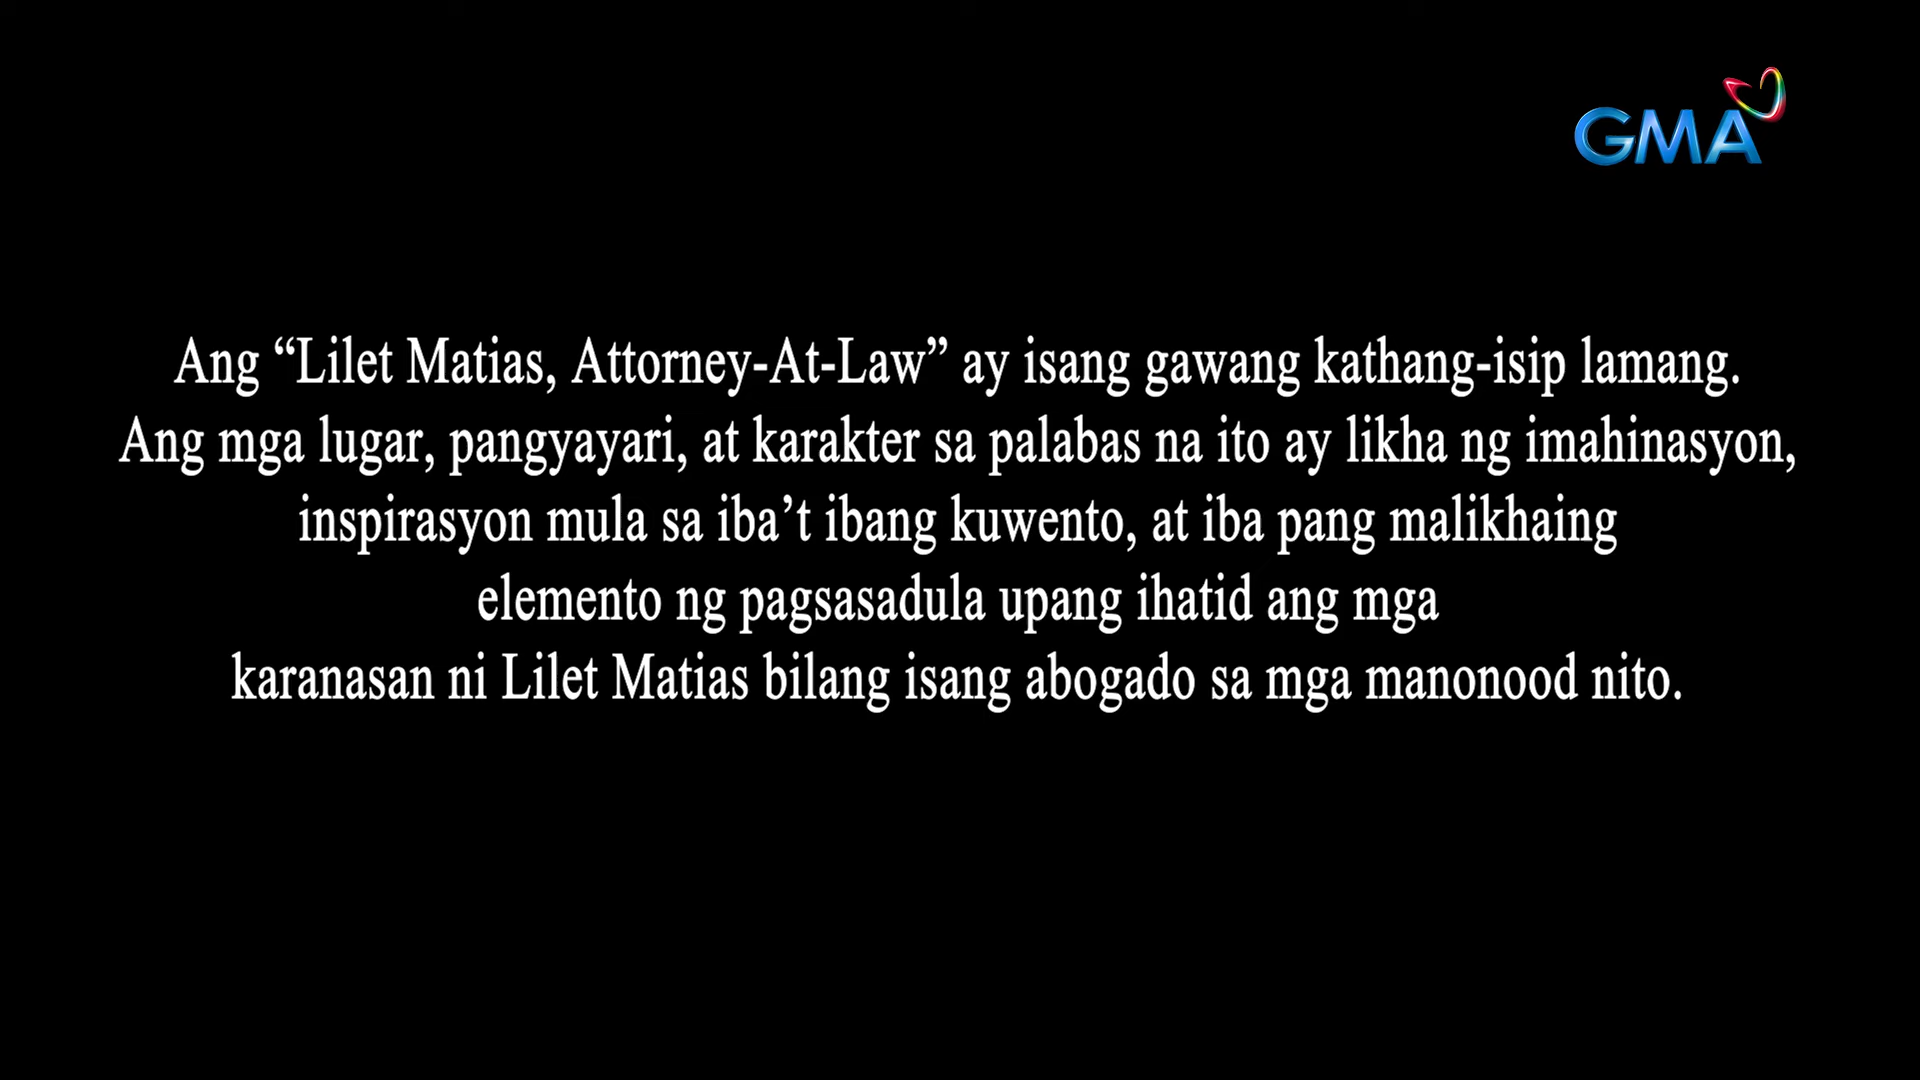 GMA
Ang “Lilet Matias, Attorney-At-Law” ay isang gawang kathang-isip lamang.
Ang mga lugar, pangyayari, at karakter sa palabas na ito ay likha ng imahinasyon,
inspirasyon mula sa iba’t ibang kuwento, at iba pang malikhaing
elemento ng pagsasadula upang ihatid ang mga
karanasan ni Lilet Matias bilang isang abogado sa mga manonood nito.